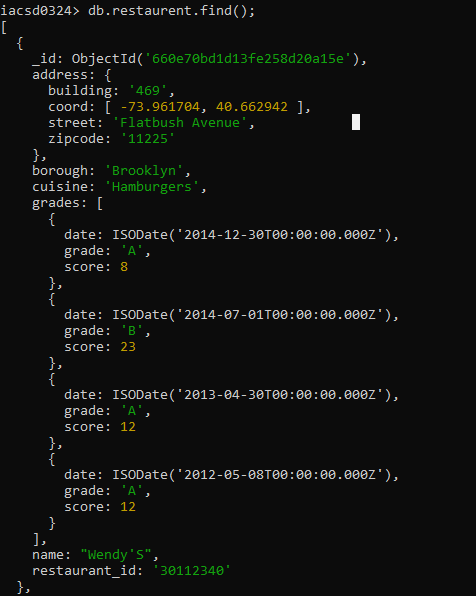 iacsd0324> db.restaurent.find();
[
  {
    _id: ObjectId('660e70bd1d13fe258d20a15e'),
    address: {
      building: '469',
      coord: [ -73.961704, 40.662942 ],
      street: 'Flatbush Avenue',
      zipcode: '11225'
    },
    borough: 'Brooklyn',
    cuisine: 'Hamburgers',
    grades: [
      {
        date: ISODate('2014-12-30T00:00:00.000Z'),
        grade: 'A',
        score: 8
      },
      {
        date: ISODate('2014-07-01T00:00:00.000Z'),
        grade: 'B',
        score: 23
      },
      {
        date: ISODate('2013-04-30T00:00:00.000Z'),
        grade: 'A',
        score: 12
      },
      {
        date: ISODate('2012-05-08T00:00:00.000Z'),
        grade: 'A',
        score: 12
      }
    ],
    name: "Wendy'S",
    restaurant_id: '30112340'
  },